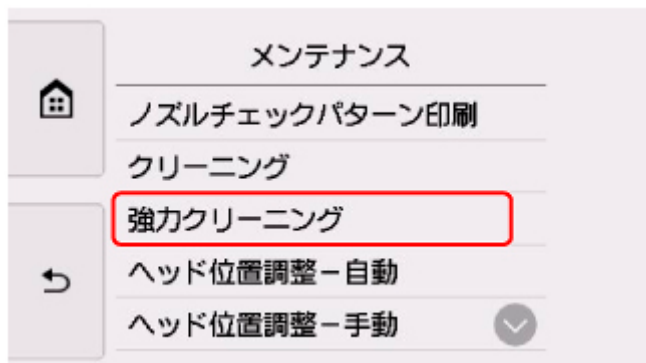 メンテナンス
ノズルチェックパターン印刷
クリーニング
強力クリーニング
ヘッド位置調整－自動
ヘッド位置調整－手動